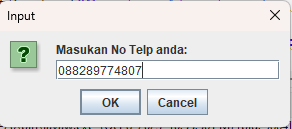 Input
Masukan No Telp anda:
088289774807
OK
Cancel